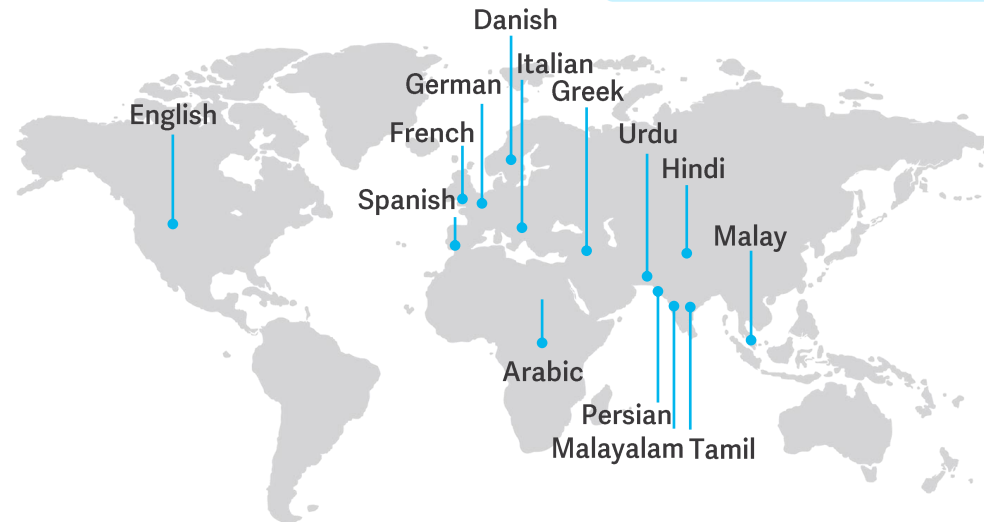 Danish
Italian
German
Greek
English
French
Urdu
Hindi
Spanish
Malay
Arabic
Persian
Malayalam
Tamil